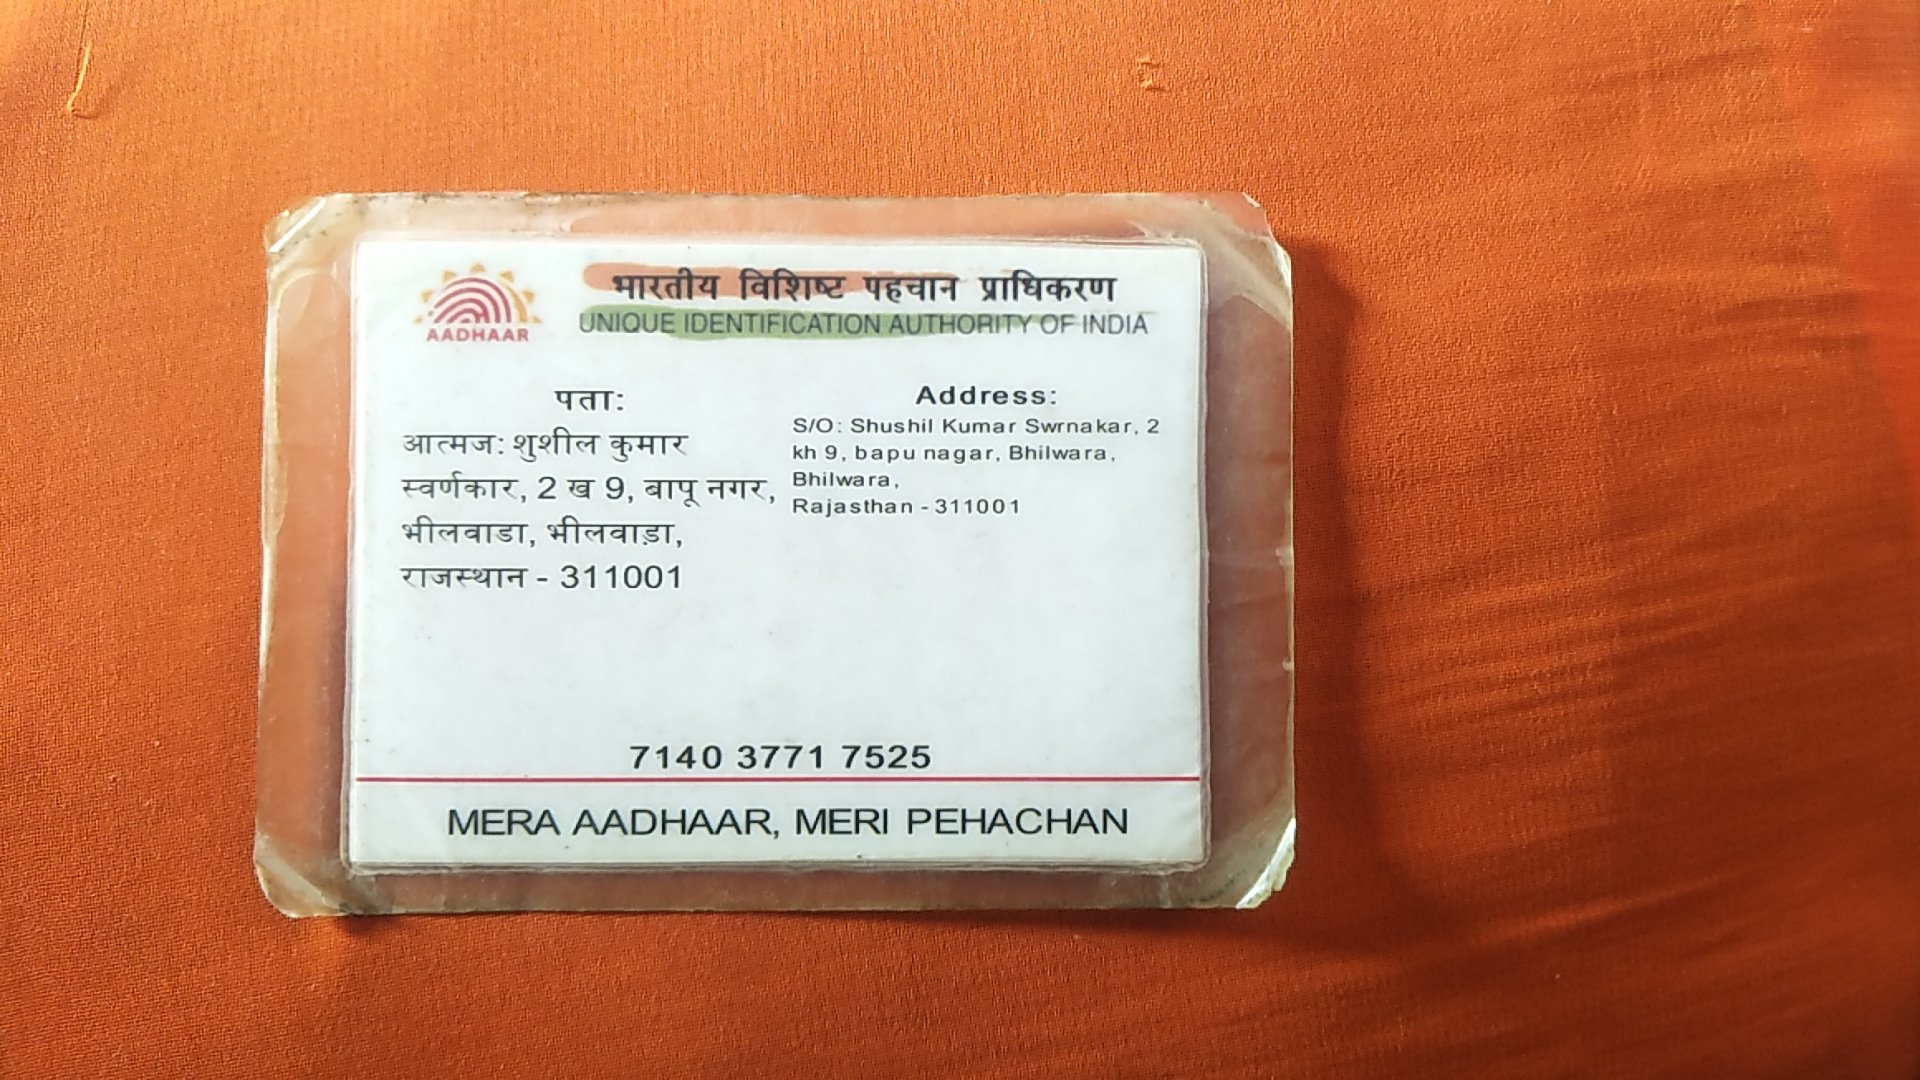 भारतीय विशिष्ट पहचान प्राधिकरण
UNIQUE IDENTIFICATION AUTHORITY OF INDIA
AADHAAR
पता:
आत्मज: शुशील कुमार
स्वर्णकार, 2 ख 9, बापू नगर,
भीलवाडा, भीलवाड़ा,
राजस्थान - 311001
Address:
S/O: Shushil Kumar Swrnakar, 2
kh 9, bapu nagar, Bhilwara,
Bhilwara,
Rajasthan - 311001
7140 3771 7525
MERA AADHAAR, MERI PEHACHAN